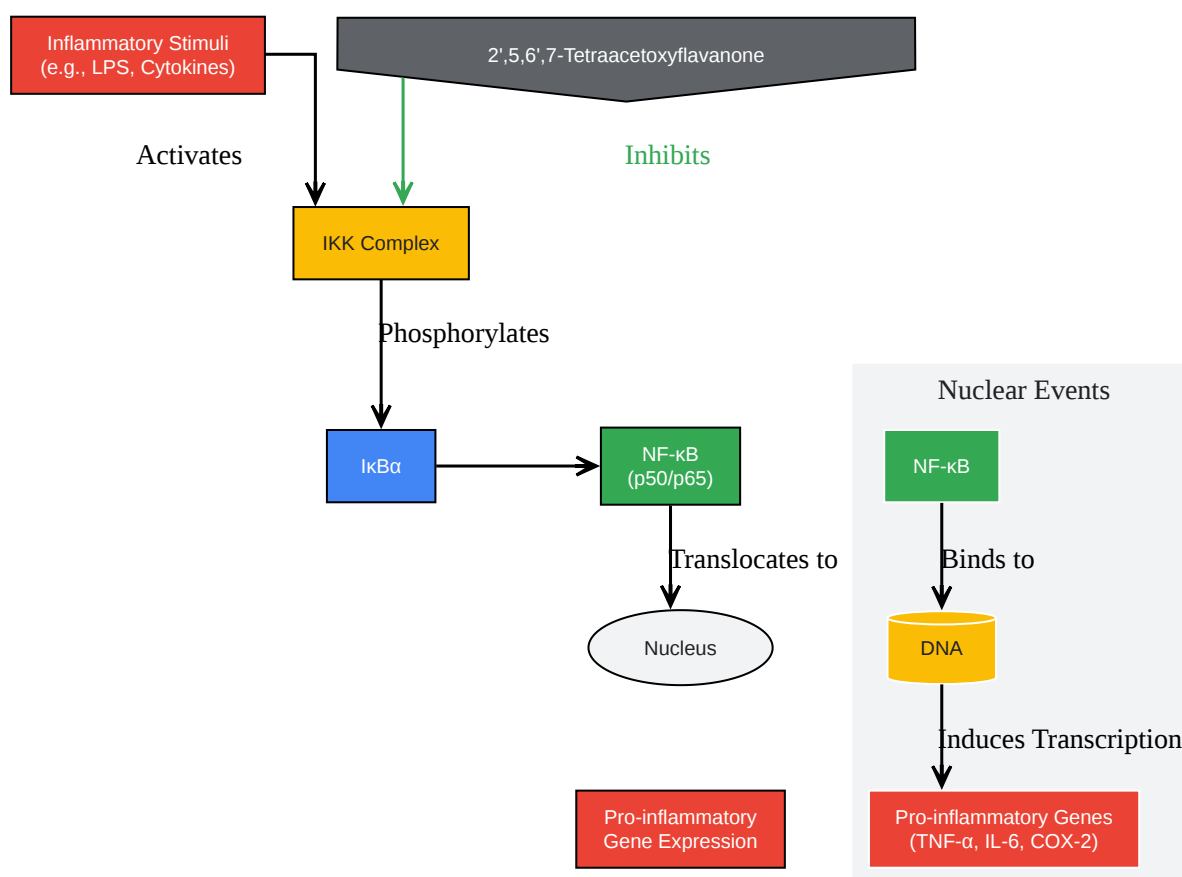 Inflammatory Stimuli
(e.g., LPS, Cytokines)
2',5,6',7-Tetraacetoxyflavanone
Activates
Inhibits
IKK Complex
Phosphorylates
Nuclear Events
IκBα
NF-κB
(p50/p65)
NF-κB
Translocates to
Binds to
Nucleus
DNA
Induces Transcription
Pro-inflammatory
Gene Expression
Pro-inflammatory Genes
(TNF-α, IL-6, COX-2)